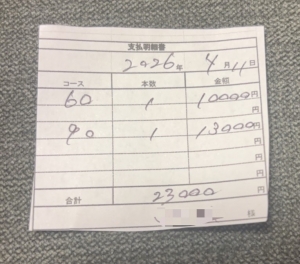 支払明細書
2026年 4月11日
コース 本数 金額
60 1 10000円
90 1 13000円
円
円
円
合計 23000 円
様